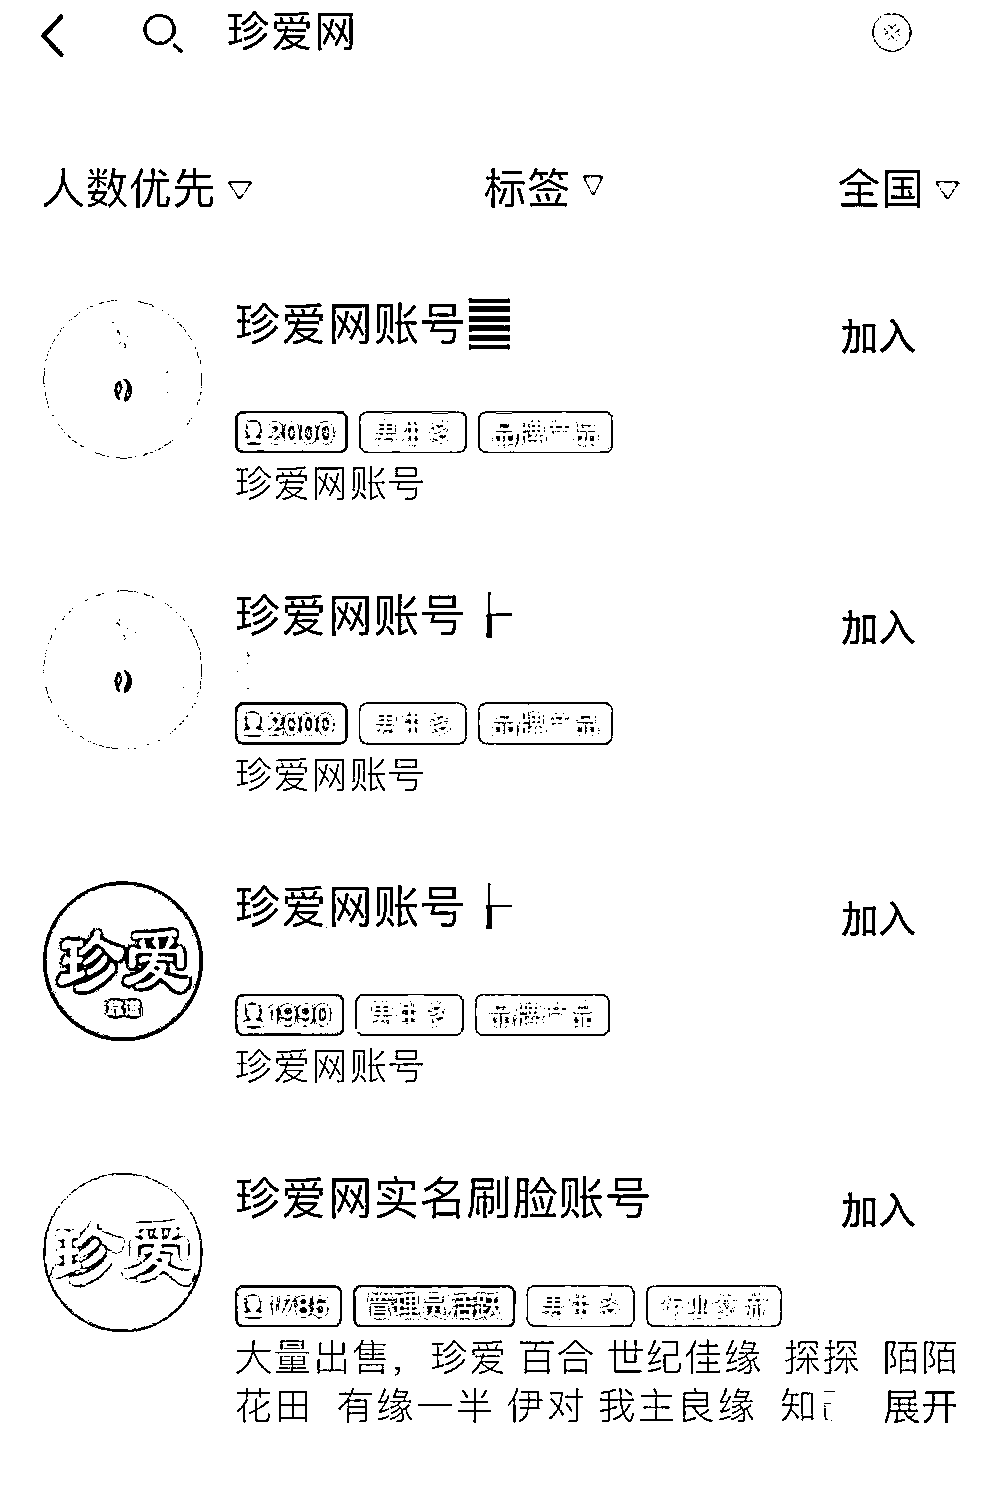 珍爱网
人数优先 标签 全国
珍爱网账号
加入
2000 男生多 品牌产品
珍爱网账号
珍爱网账号
加入
2000 男生多 品牌产品
珍爱网账号
珍爱
珍爱网账号
加入
1990 男生多 品牌产品
珍爱网账号
珍爱
珍爱网实名刷脸账号
加入
1785 管理员活跃 男生多
大量出售，珍爱 百合 世纪佳缘 探探 陌陌
花田 有缘一半 伊对 我主良缘 知 展开